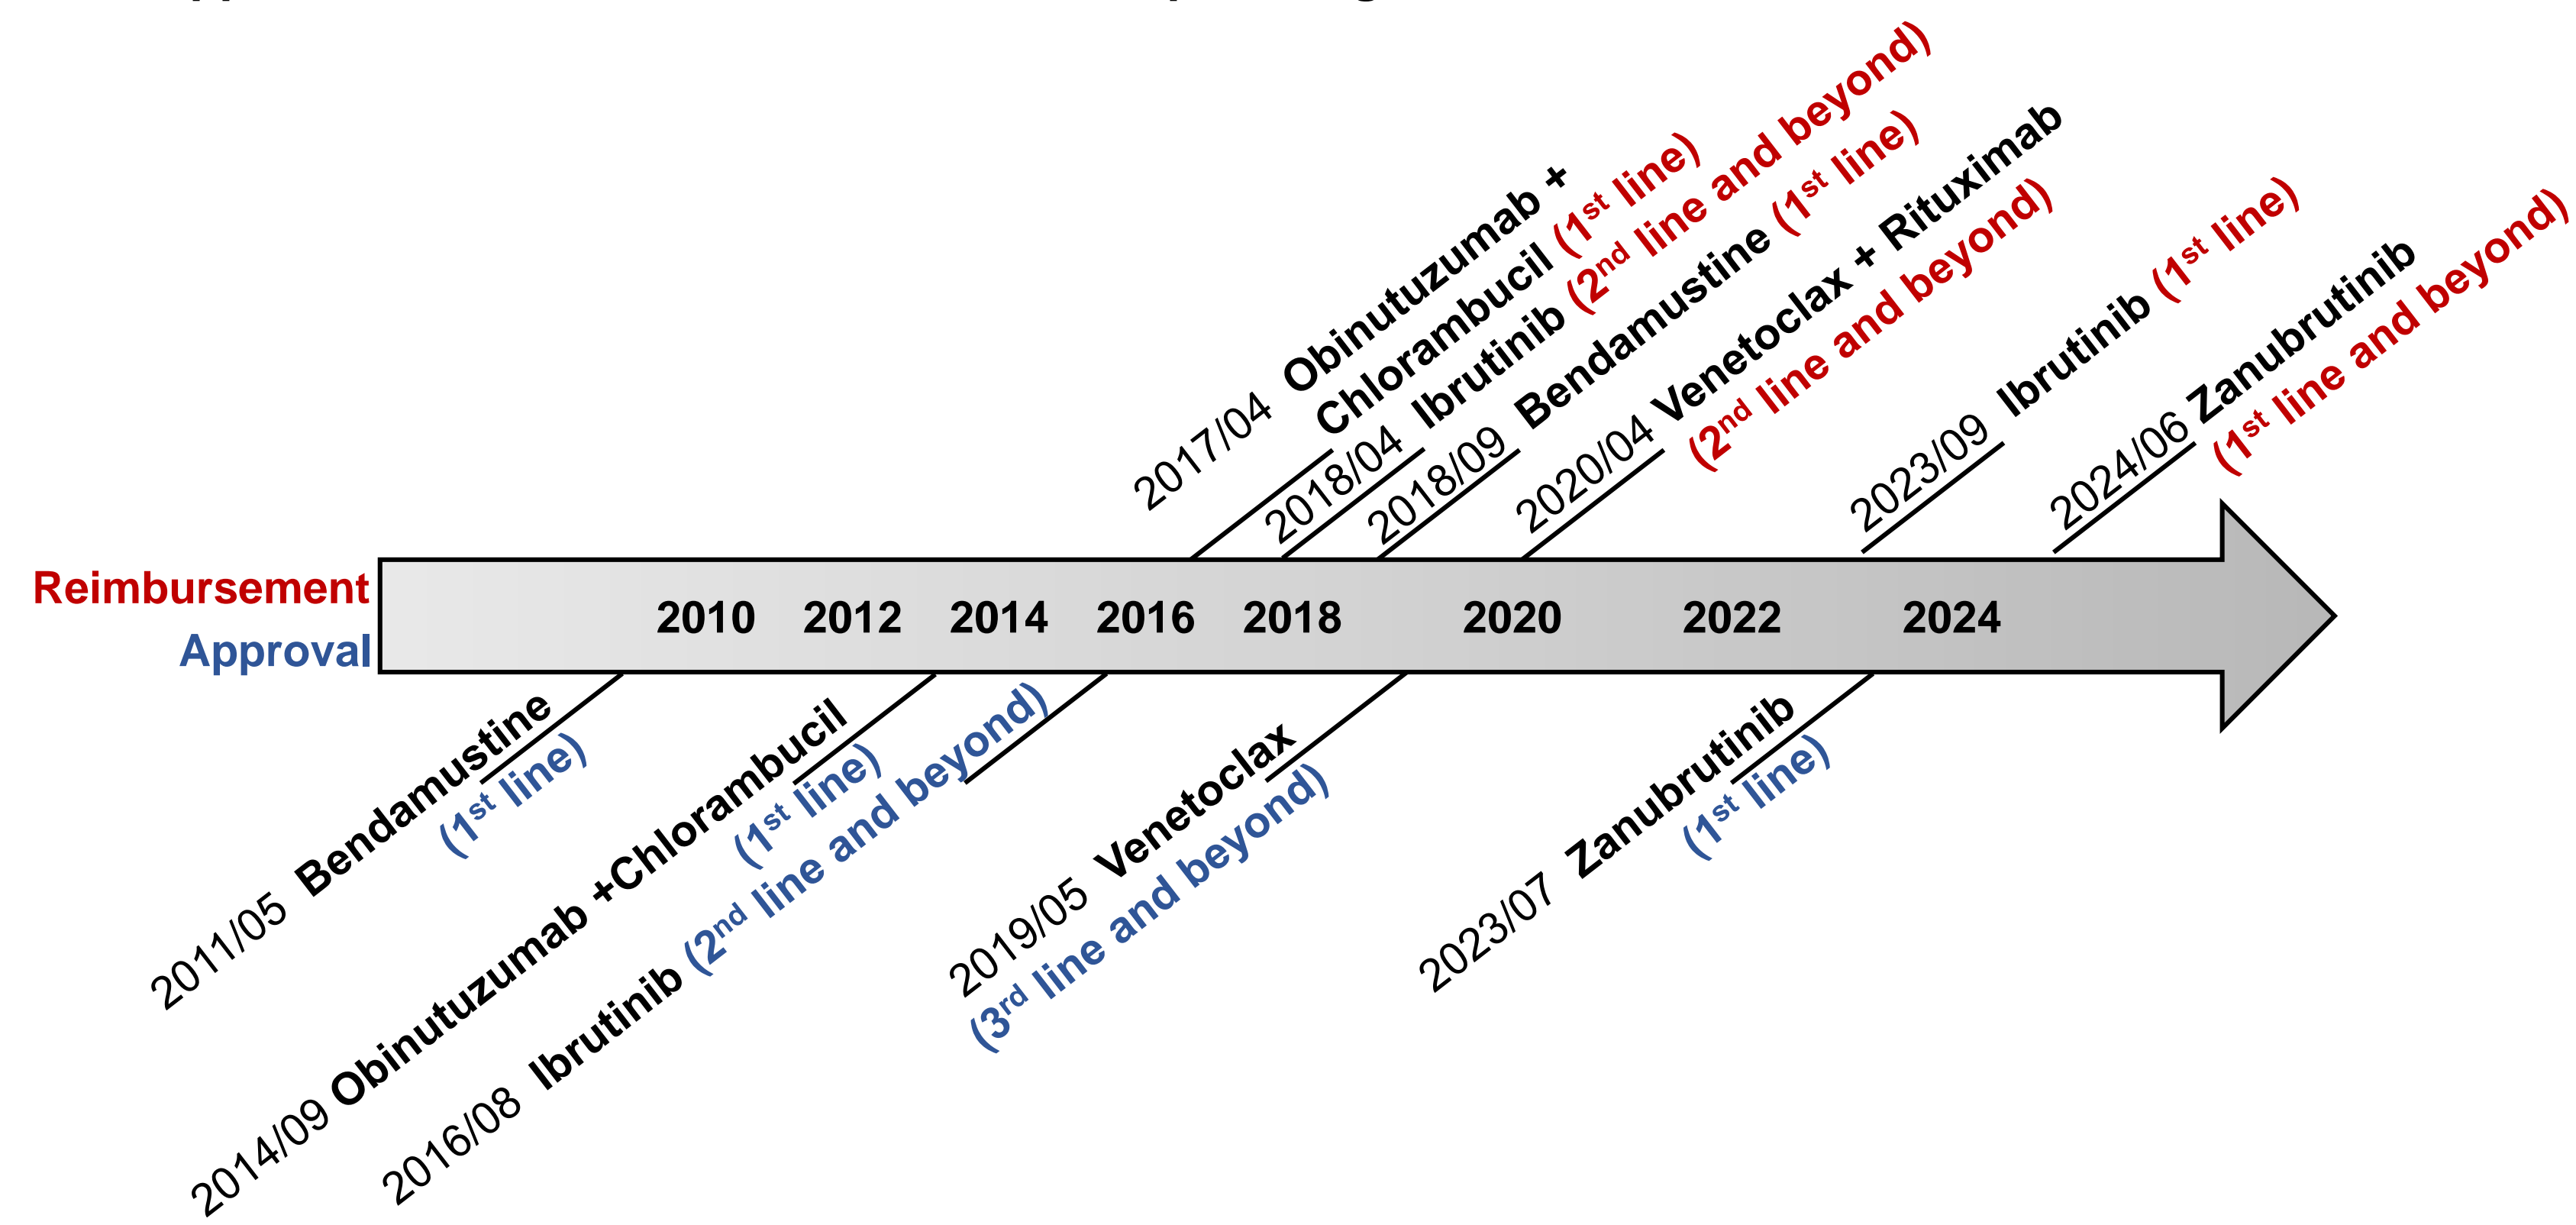 2017/04 Obinutuzumab +
Chlorambucil (1st line)
2018/04 Ibrutinib (2nd line and beyond)
2018/09 Bendamustine (1st line)
2020/04 Venetoclax + Rituximab
(2nd line and beyond)
2023/09 Ibrutinib (1st line)
2024/06 Zanubrutinib
(1st line and beyond)
Reimbursement
Approval
2010 2012 2014 2016 2018 2020 2022 2024
2011/05 Bendamustine
(1st line)
2014/09 Obinutuzumab +Chlorambucil
(1st line)
2016/08 Ibrutinib (2nd line and beyond)
2019/05 Venetoclax
(3rd line and beyond)
2023/07 Zanubrutinib
(1st line)